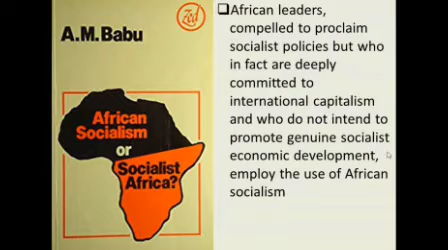 zed
A.M. Babu
African
Socialism
or
Socialist
Africa?
African leaders,
compelled to proclaim
socialist policies but who
in fact are deeply
committed to
international capitalism
and who do not intend to
promote genuine socialist
economic development,
employ the use of African
socialism